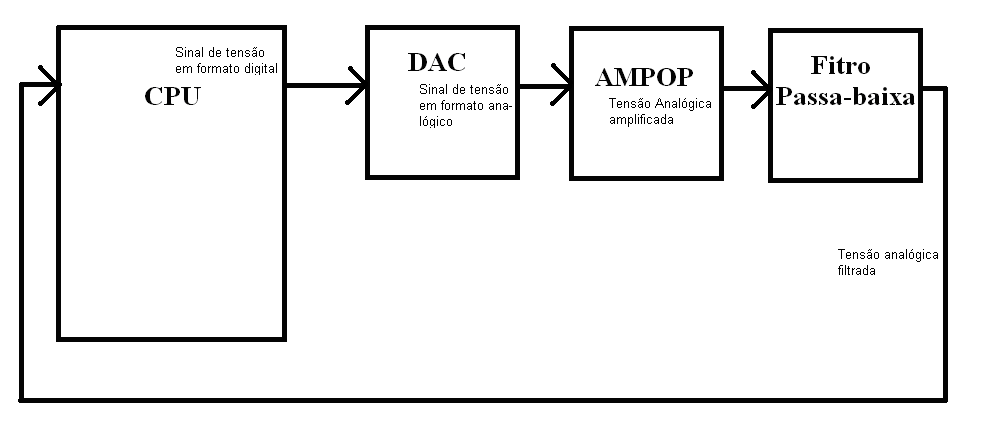 Sinal de tensão
em formato digital
CPU
DAC
Sinal de tensão
em formato ana-
lógico
AMPOP
Tensão Analógica
amplificada
Fitro
Passa-baixa
Tensão analógica
filtrada